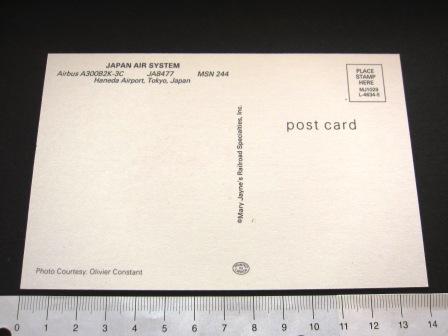 JAPAN AIR SYSTEM
Airbus A300B2K-3C JA8477 MSN 244
Haneda Airport, Tokyo, Japan
PLACE
STAMP
HERE
MJ1029
L-4634-E
post card
©Mary Jayne's Railroad Specialties, Inc.
Photo Courtesy: Olivier Constant
0 1 2 3 4 5 6 7 8 9 10 11 12 13 14